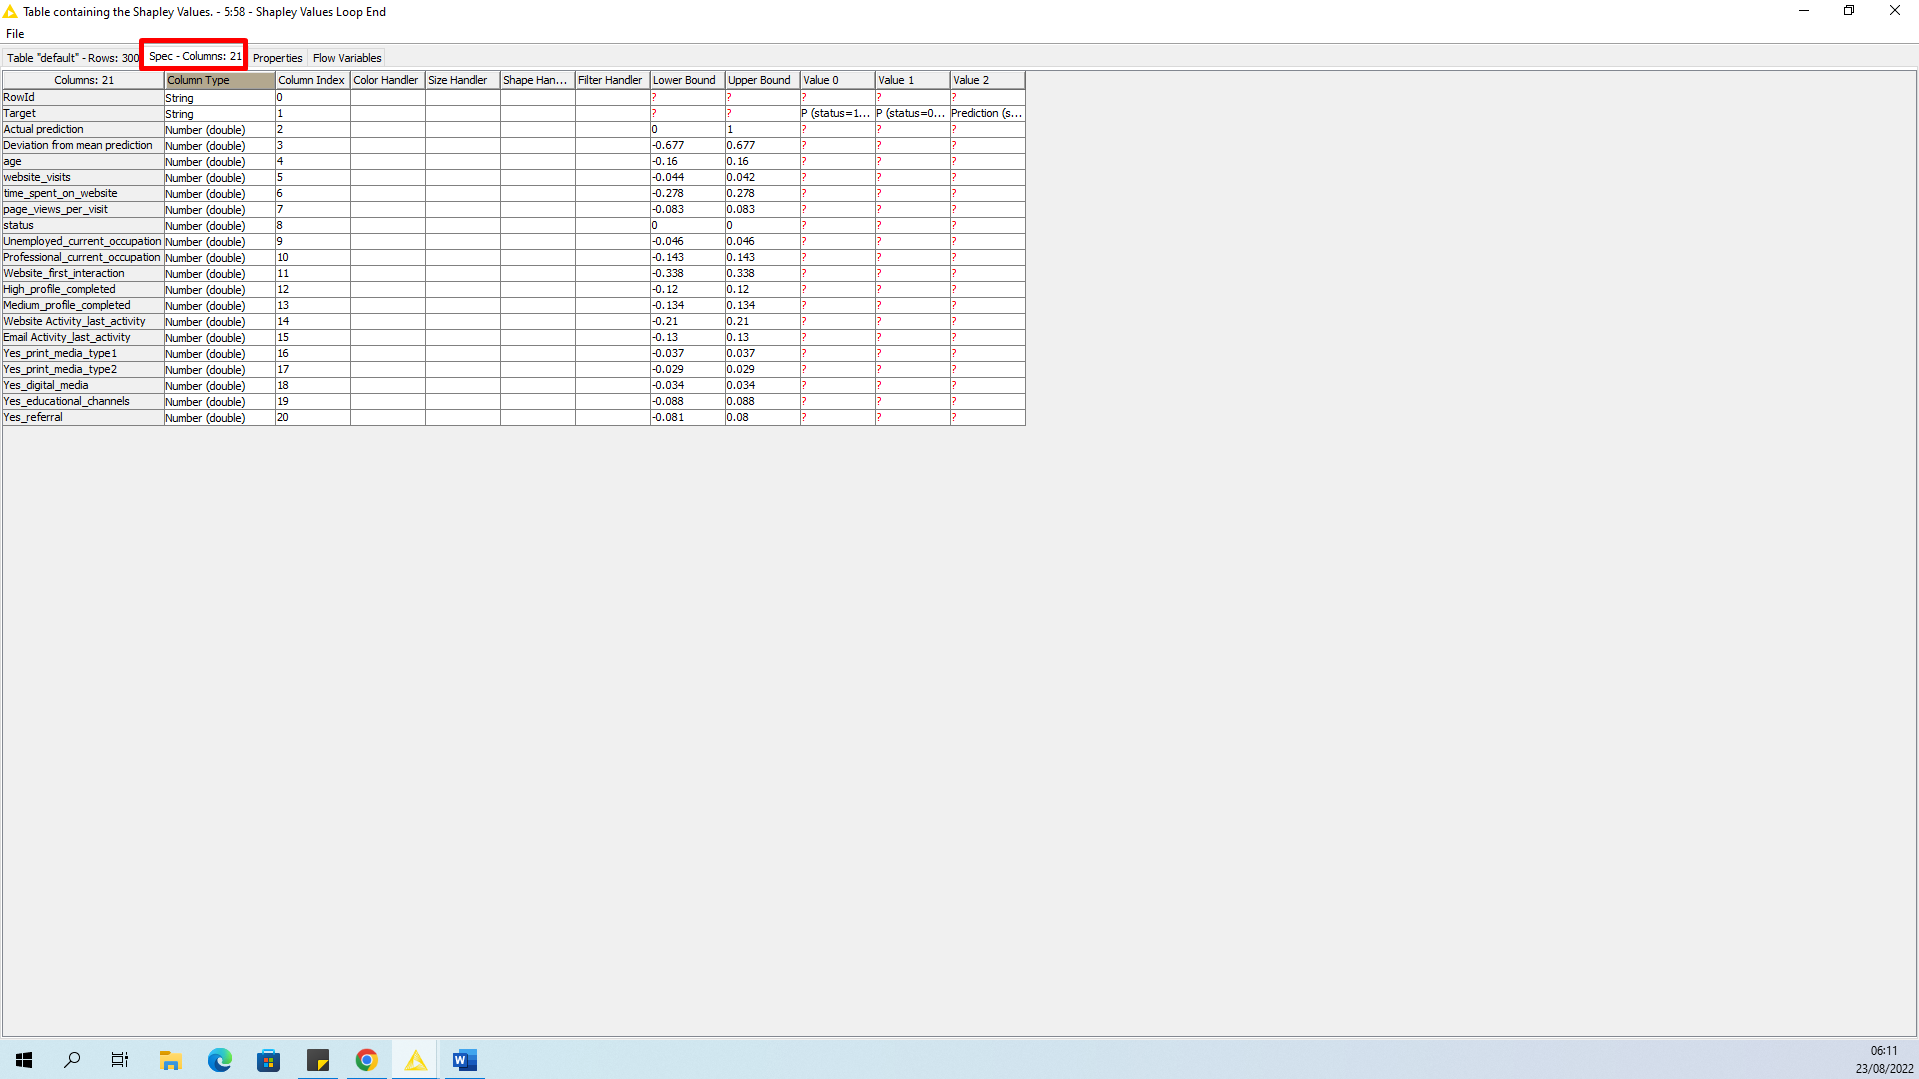 Table containing the Shapley Values. - 5:58 - Shapley Values Loop End
File
Table "default" - Rows: 300 Spec - Columns: 21 Properties Flow Variables
Columns: 21 Column Type Column Index Color Handler Size Handler Shape Han... Filter Handler Lower Bound Upper Bound Value 0 Value 1 Value 2
RowId String 0 ? ? ? ? ?
Target String 1 ? ? P (status=1... P (status=0... Prediction (s...
Actual prediction Number (double) 2 0 1 ? ? ?
Deviation from mean prediction Number (double) 3 -0.677 0.677 ? ? ?
age Number (double) 4 -0.16 0.16 ? ? ?
website_visits Number (double) 5 -0.044 0.042 ? ? ?
time_spent_on_website Number (double) 6 -0.278 0.278 ? ? ?
page_views_per_visit Number (double) 7 -0.083 0.083 ? ? ?
status Number (double) 8 0 0 ? ? ?
Unemployed_current_occupation Number (double) 9 -0.046 0.046 ? ? ?
Professional_current_occupation Number (double) 10 -0.143 0.143 ? ? ?
Website_first_interaction Number (double) 11 -0.338 0.338 ? ? ?
High_profile_completed Number (double) 12 -0.12 0.12 ? ? ?
Medium_profile_completed Number (double) 13 -0.134 0.134 ? ? ?
Website Activity_last_activity Number (double) 14 -0.21 0.21 ? ? ?
Email Activity_last_activity Number (double) 15 -0.13 0.13 ? ? ?
Yes_print_media_type1 Number (double) 16 -0.037 0.037 ? ? ?
Yes_print_media_type2 Number (double) 17 -0.029 0.029 ? ? ?
Yes_digital_media Number (double) 18 -0.034 0.034 ? ? ?
Yes_educational_channels Number (double) 19 -0.088 0.088 ? ? ?
Yes_referral Number (double) 20 -0.081 0.08 ? ? ?
W
06:11
23/08/2022